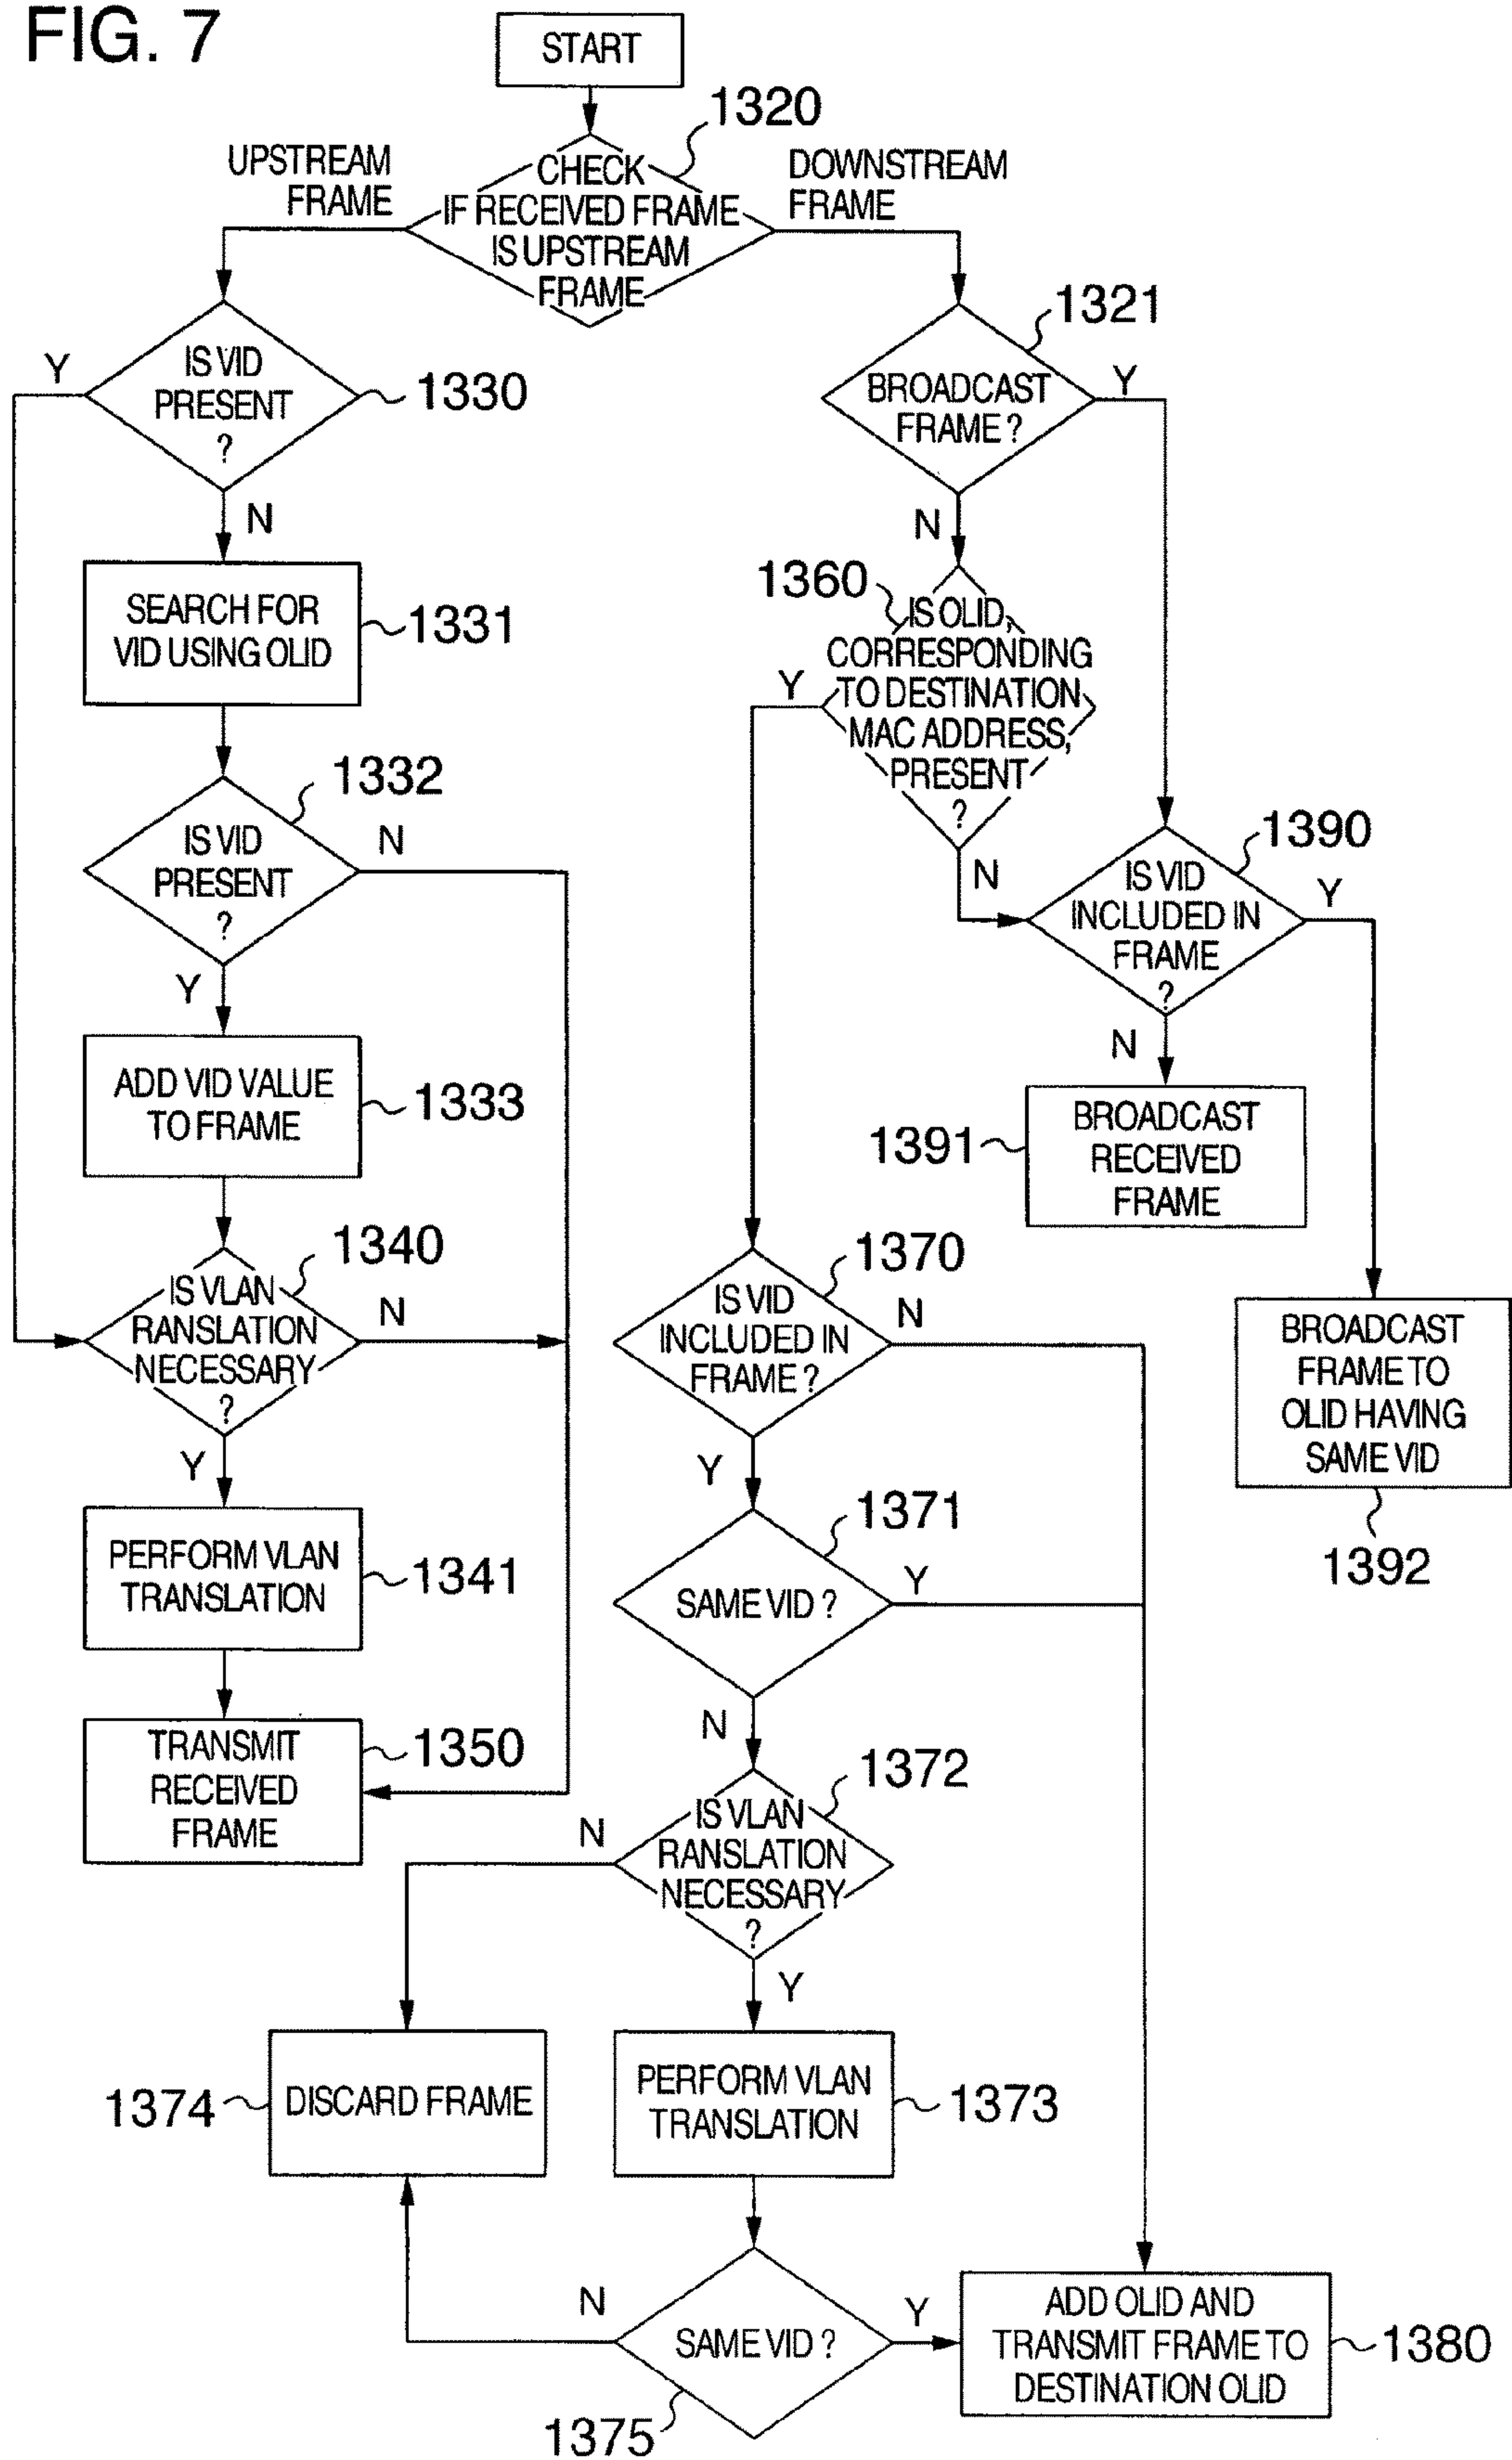 FIG. 7
START
1320
UPSTREAM
FRAME
CHECK
IF RECEIVED FRAME
IS UPSTREAM
FRAME
DOWNSTREAM
FRAME
Y
IS VID
PRESENT
?
1330
N
SEARCH FOR
VID USING OLID
1331
1332
IS VID
PRESENT
?
N
Y
ADD VID VALUE
TO FRAME
1333
1340
IS VLAN
RANSLATION
NECESSARY
?
N
Y
PERFORM VLAN
TRANSLATION
1341
TRANSMIT
RECEIVED
FRAME
1350
1321
BROADCAST
FRAME ?
Y
N
1360
IS OLID,
CORRESPONDING
TO DESTINATION
MAC ADDRESS,
PRESENT
?
Y
N
1390
IS VID
INCLUDED IN
FRAME
?
Y
N
1391
BROADCAST
RECEIVED
FRAME
BROADCAST
FRAME TO
OLID HAVING
SAME VID
1392
1370
IS VID
INCLUDED IN
FRAME ?
N
Y
1371
SAME VID ?
Y
N
1372
IS VLAN
RANSLATION
NECESSARY
?
N
Y
1374
DISCARD FRAME
PERFORM VLAN
TRANSLATION
1373
N
SAME VID ?
Y
1375
ADD OLID AND
TRANSMIT FRAME TO
DESTINATION OLID
1380